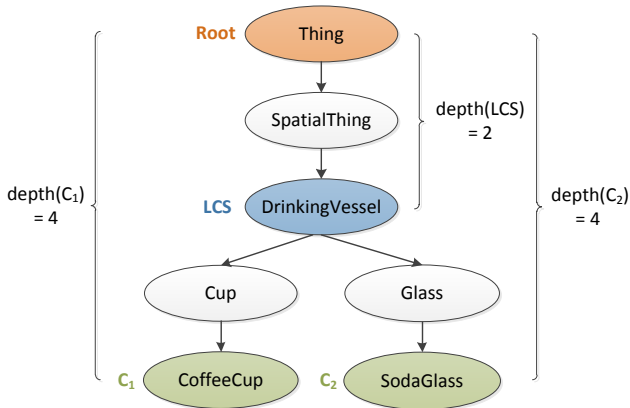 Root
Thing
SpatialThing
depth(LCS)
= 2
depth(C₁)
= 4
depth(C₂)
= 4
LCS
DrinkingVessel
Cup
Glass
C₁
CoffeeCup
C₂
SodaGlass